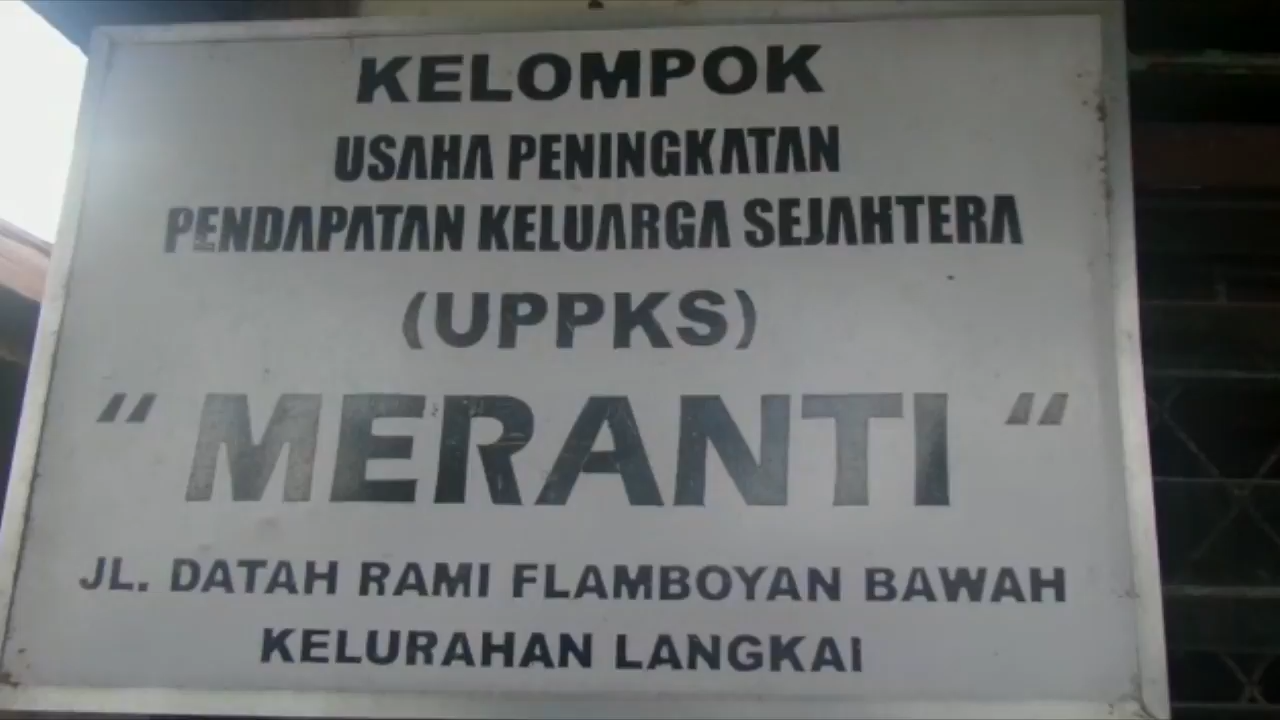 KELOMPOK
USAHA PENINGKATAN
PENDAPATAN KELUARGA SEJAHTERA
(UPPKS)
“ MERANTI “
JL. DATAH RAMI FLAMBOYAN BAWAH
KELURAHAN LANGKAI